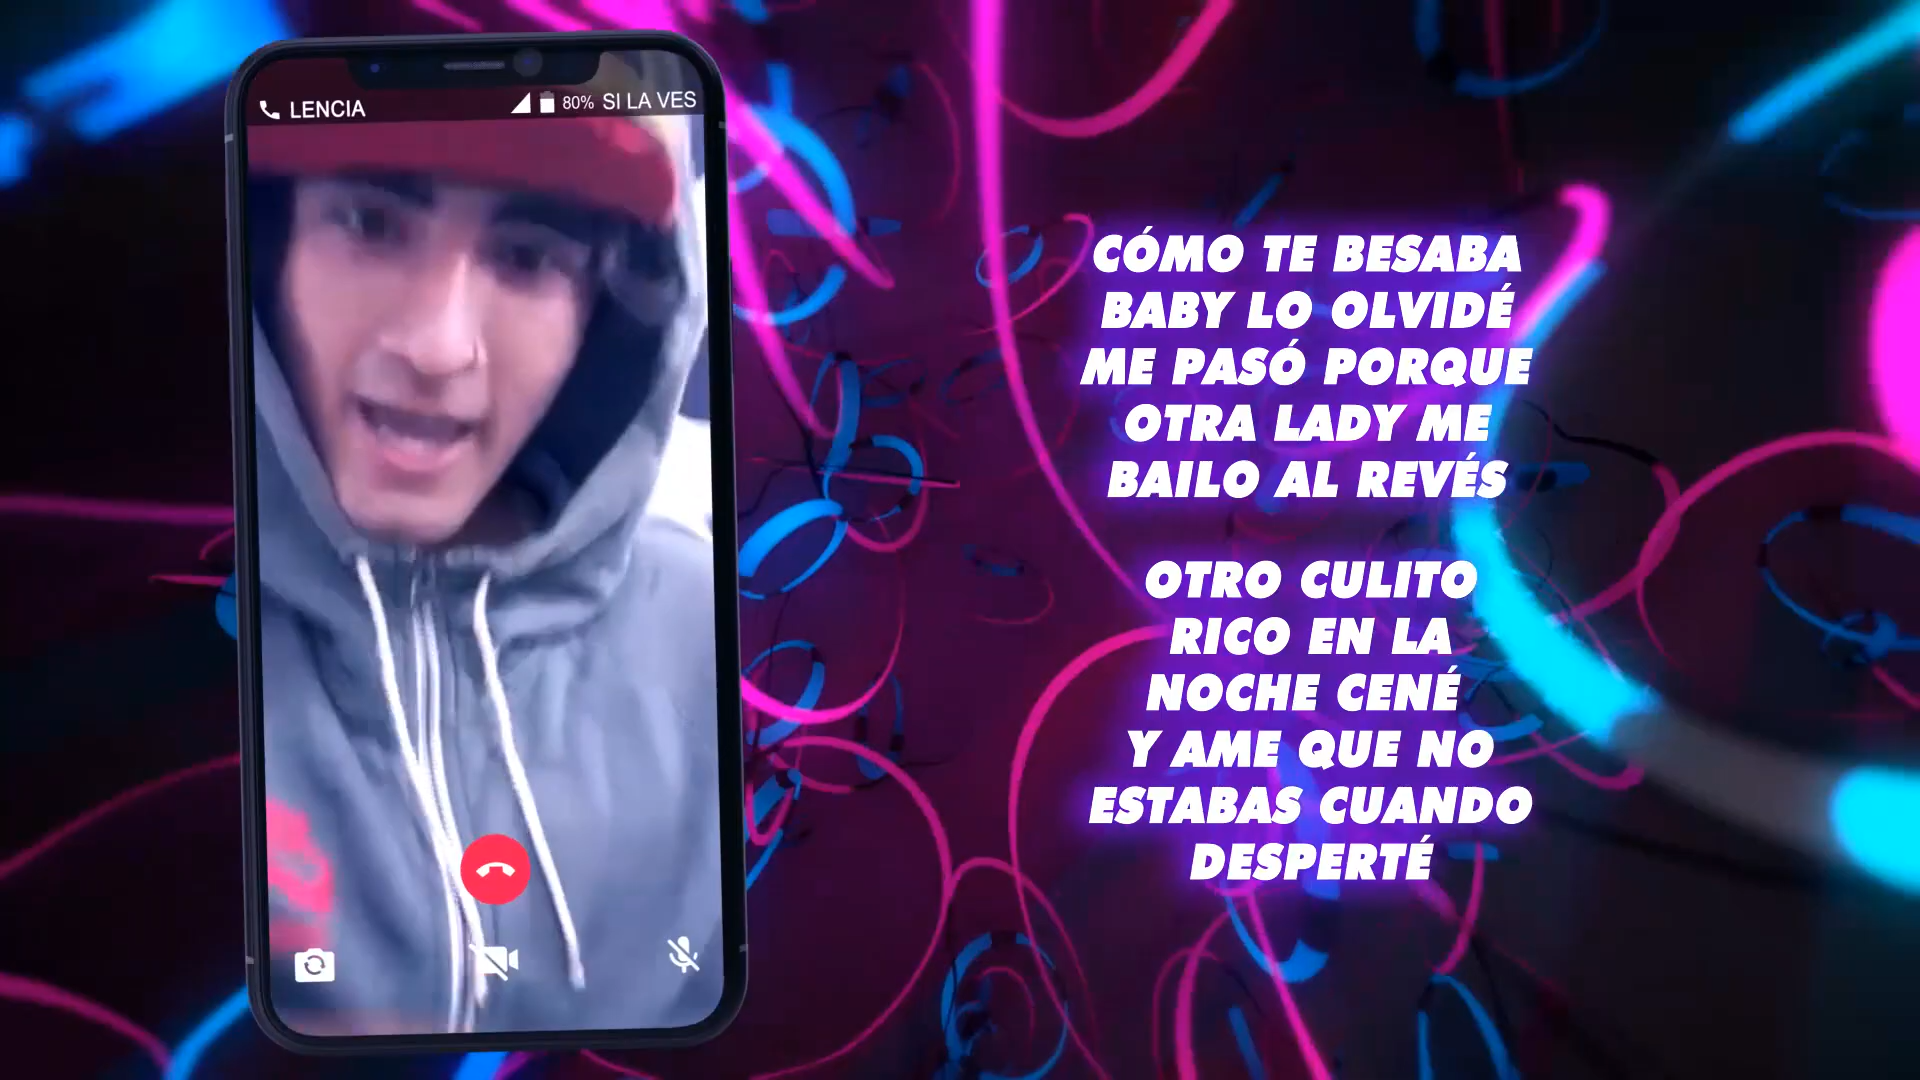 LENCIA
80% SI LA VES
CÓMO TE BESABA
BABY LO OLVIDÉ
ME PASÓ PORQUE
OTRA LADY ME
BAILO AL REVÉS
OTRO CULITO
RICO EN LA
NOCHE CENÉ
Y AME QUE NO
ESTABAS CUANDO
DESPERTÉ